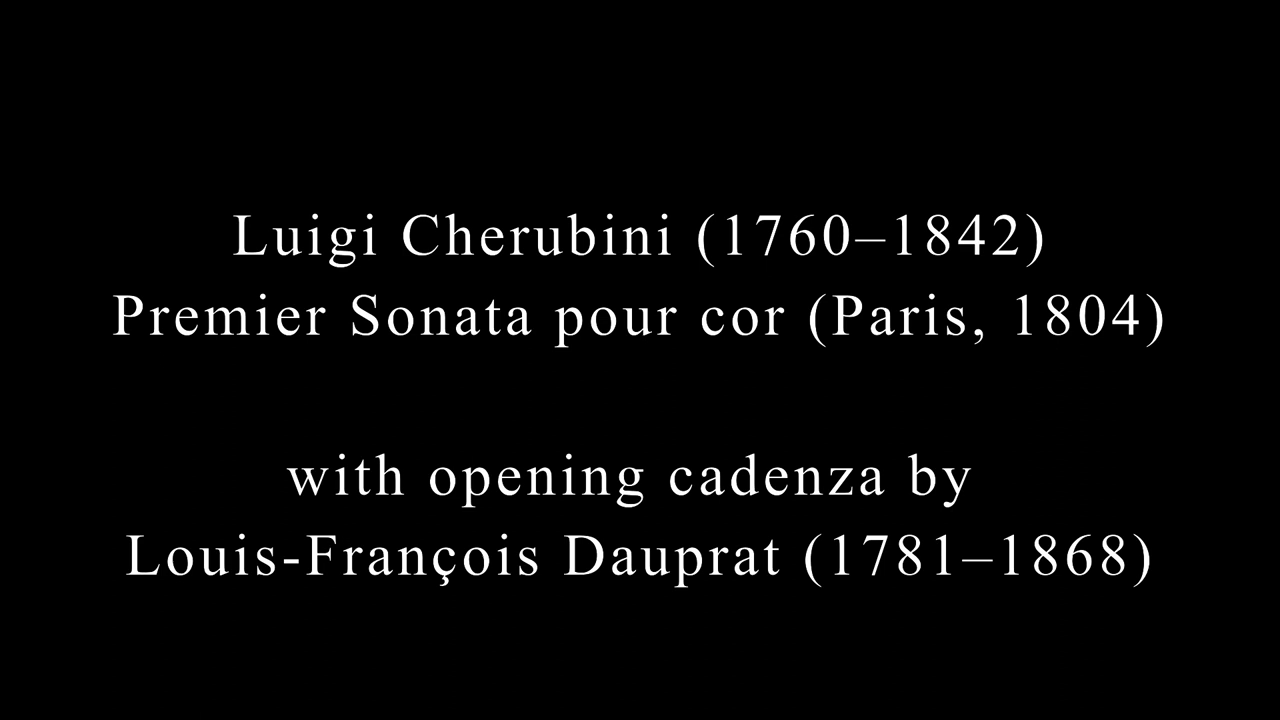 Luigi Cherubini (1760–1842)
Premier Sonata pour cor (Paris, 1804)
with opening cadenza by
Louis-François Dauprat (1781–1868)